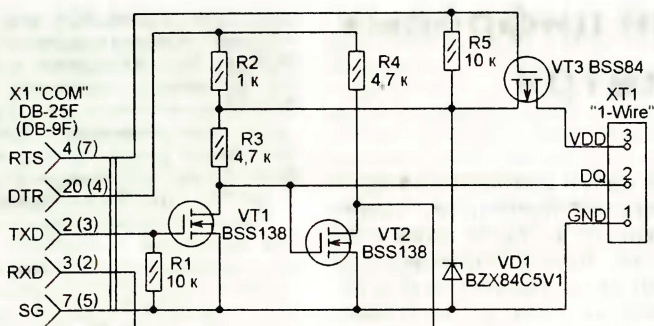 X1 "COM"
DB-25F
(DB-9F)
RTS
4 (7)
DTR
20 (4)
TXD
2 (3)
RXD
3 (2)
SG
7 (5)
R1
10 к
R2
1 к
R3
4,7 к
R4
4,7 к
R5
10 к
VT1
BSS138
VT2
BSS138
VT3 BSS84
VD1
BZX84C5V1
XT1
"1-Wire"
VDD 3
DQ 2
GND 1